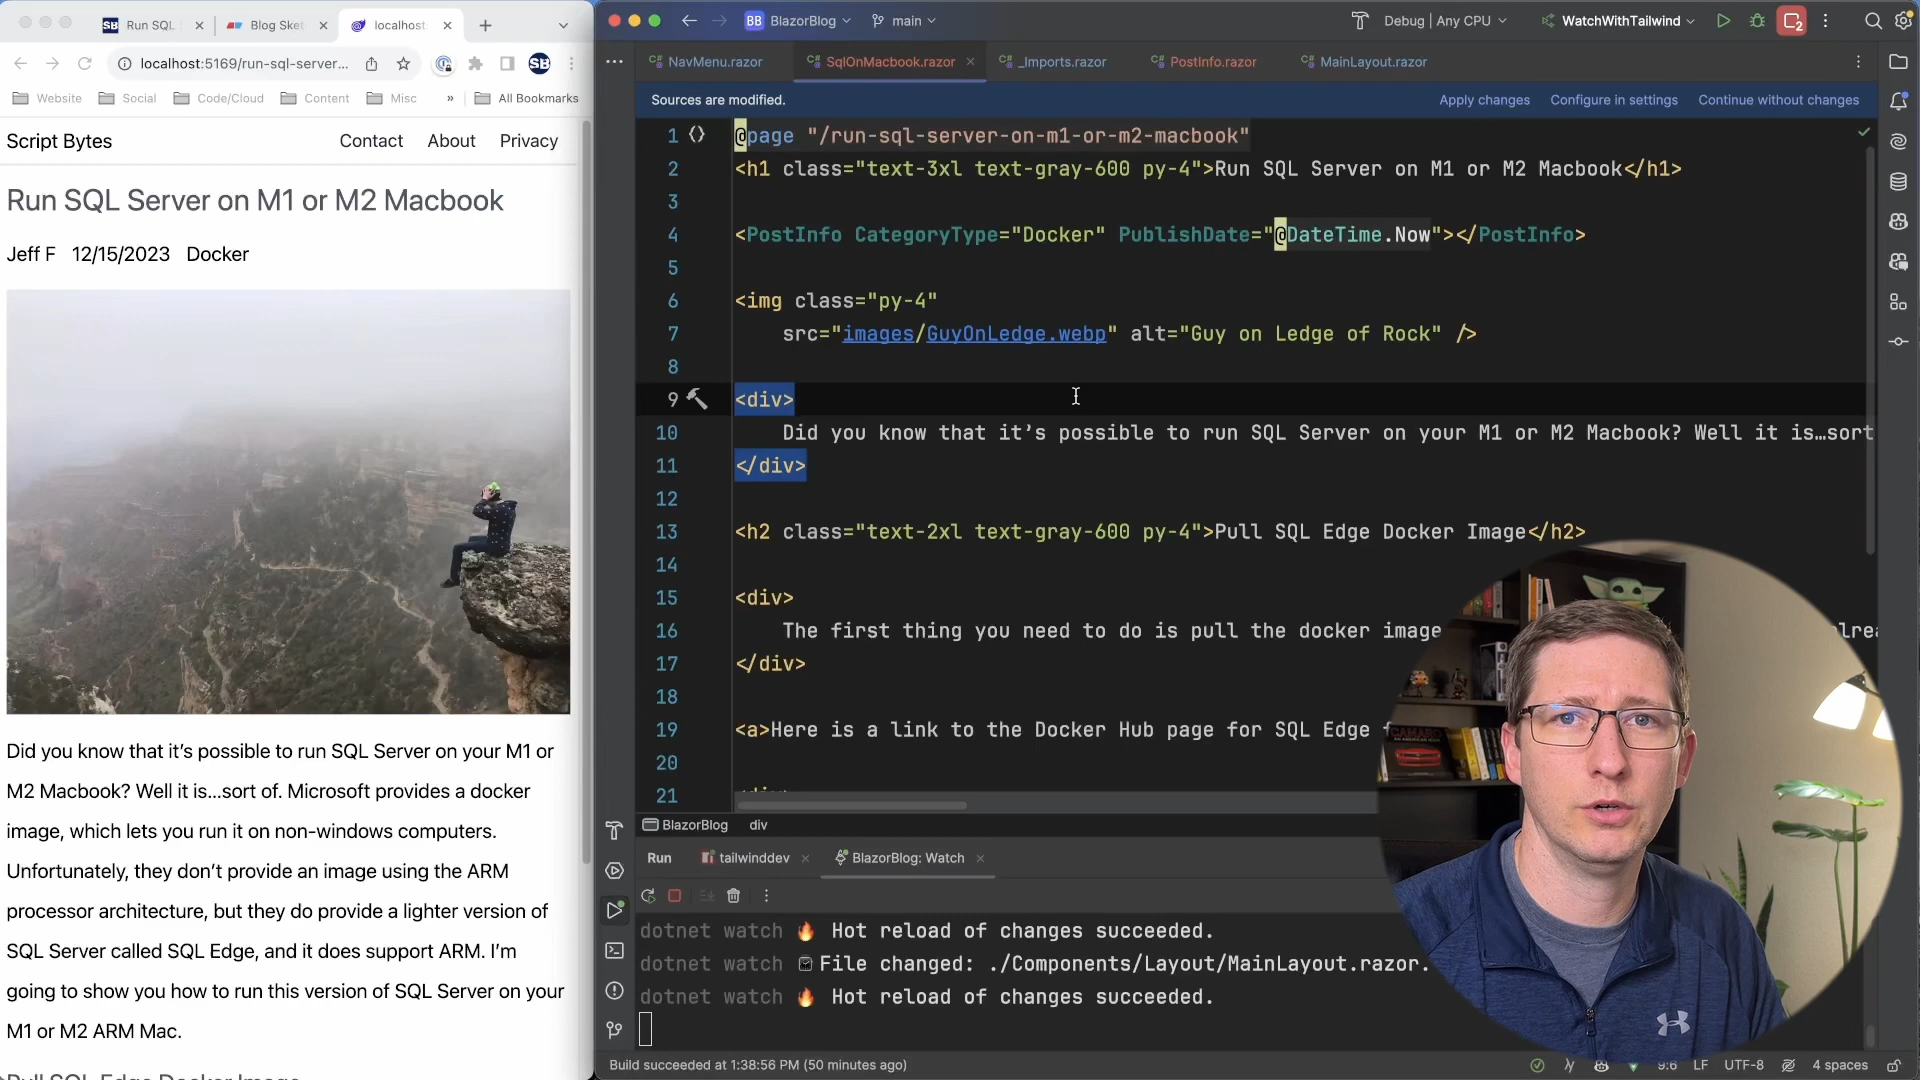 SB Run SQL
Blog Sket
localhost
localhost:5169/run-sql-server...
SB
Website
Social
Code/Cloud
Content
Misc
»
All Bookmarks
Script Bytes
Contact
About
Privacy
Run SQL Server on M1 or M2 Macbook
Jeff F 12/15/2023 Docker
Did you know that it’s possible to run SQL Server on your M1 or
M2 Macbook? Well it is…sort of. Microsoft provides a docker
image, which lets you run it on non-windows computers.
Unfortunately, they don’t provide an image using the ARM
processor architecture, but they do provide a lighter version of
SQL Server called SQL Edge, and it does support ARM. I’m
going to show you how to run this version of SQL Server on your
M1 or M2 ARM Mac.
Pull SQL Edge Docker Image
BB BlazorBlog
main
Debug | Any CPU
WatchWithTailwind
2
NavMenu.razor
SqlOnMacbook.razor
_Imports.razor
PostInfo.razor
MainLayout.razor
Sources are modified.
Apply changes
Configure in settings
Continue without changes
1 @page "/run-sql-server-on-m1-or-m2-macbook"
2 <h1 class="text-3xl text-gray-600 py-4">Run SQL Server on M1 or M2 Macbook</h1>
3
4 <PostInfo CategoryType="Docker" PublishDate="@DateTime.Now"></PostInfo>
5
6 <img class="py-4"
7 src="images/GuyOnLedge.webp" alt="Guy on Ledge of Rock" />
8
9 <div>
10 Did you know that it’s possible to run SQL Server on your M1 or M2 Macbook? Well it is…sort
11 </div>
12
13 <h2 class="text-2xl text-gray-600 py-4">Pull SQL Edge Docker Image</h2>
14
15 <div>
16 The first thing you need to do is pull the docker image
17 </div>
18
19 <a>Here is a link to the Docker Hub page for SQL Edge
20
21 <div>
BlazorBlog
div
Run
tailwinddev
BlazorBlog: Watch
dotnet watch 🔥 Hot reload of changes succeeded.
dotnet watch File changed: ./Components/Layout/MainLayout.razor.
dotnet watch 🔥 Hot reload of changes succeeded.
Build succeeded at 1:38:56 PM (50 minutes ago)
9:6
LF
UTF-8
4 spaces
CAMARO